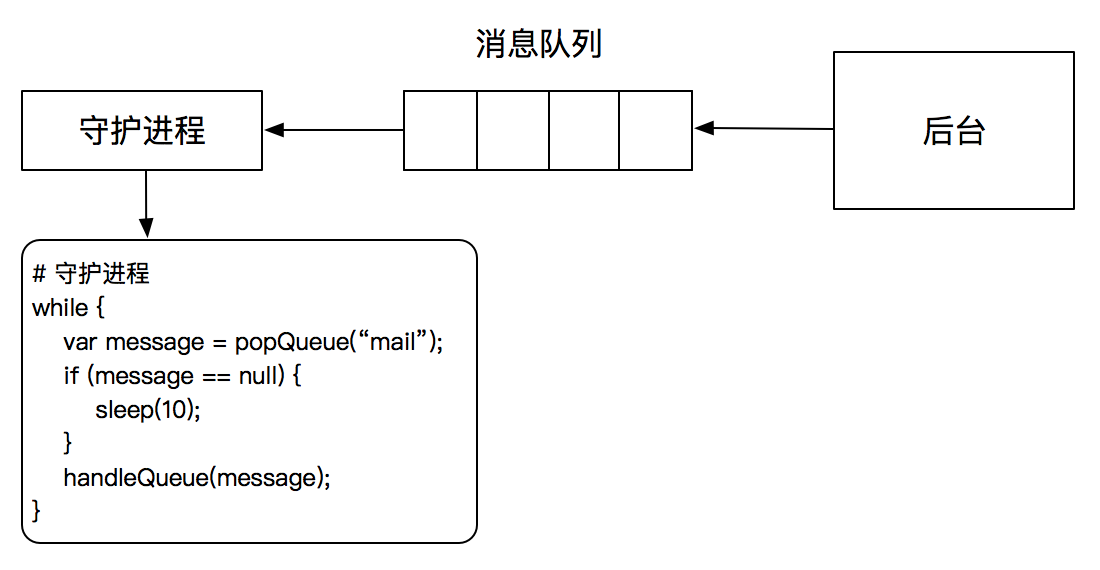 消息队列
守护进程
后台
# 守护进程
while {
    var message = popQueue(“mail”);
    if (message == null) {
        sleep(10);
    }
    handleQueue(message);
}